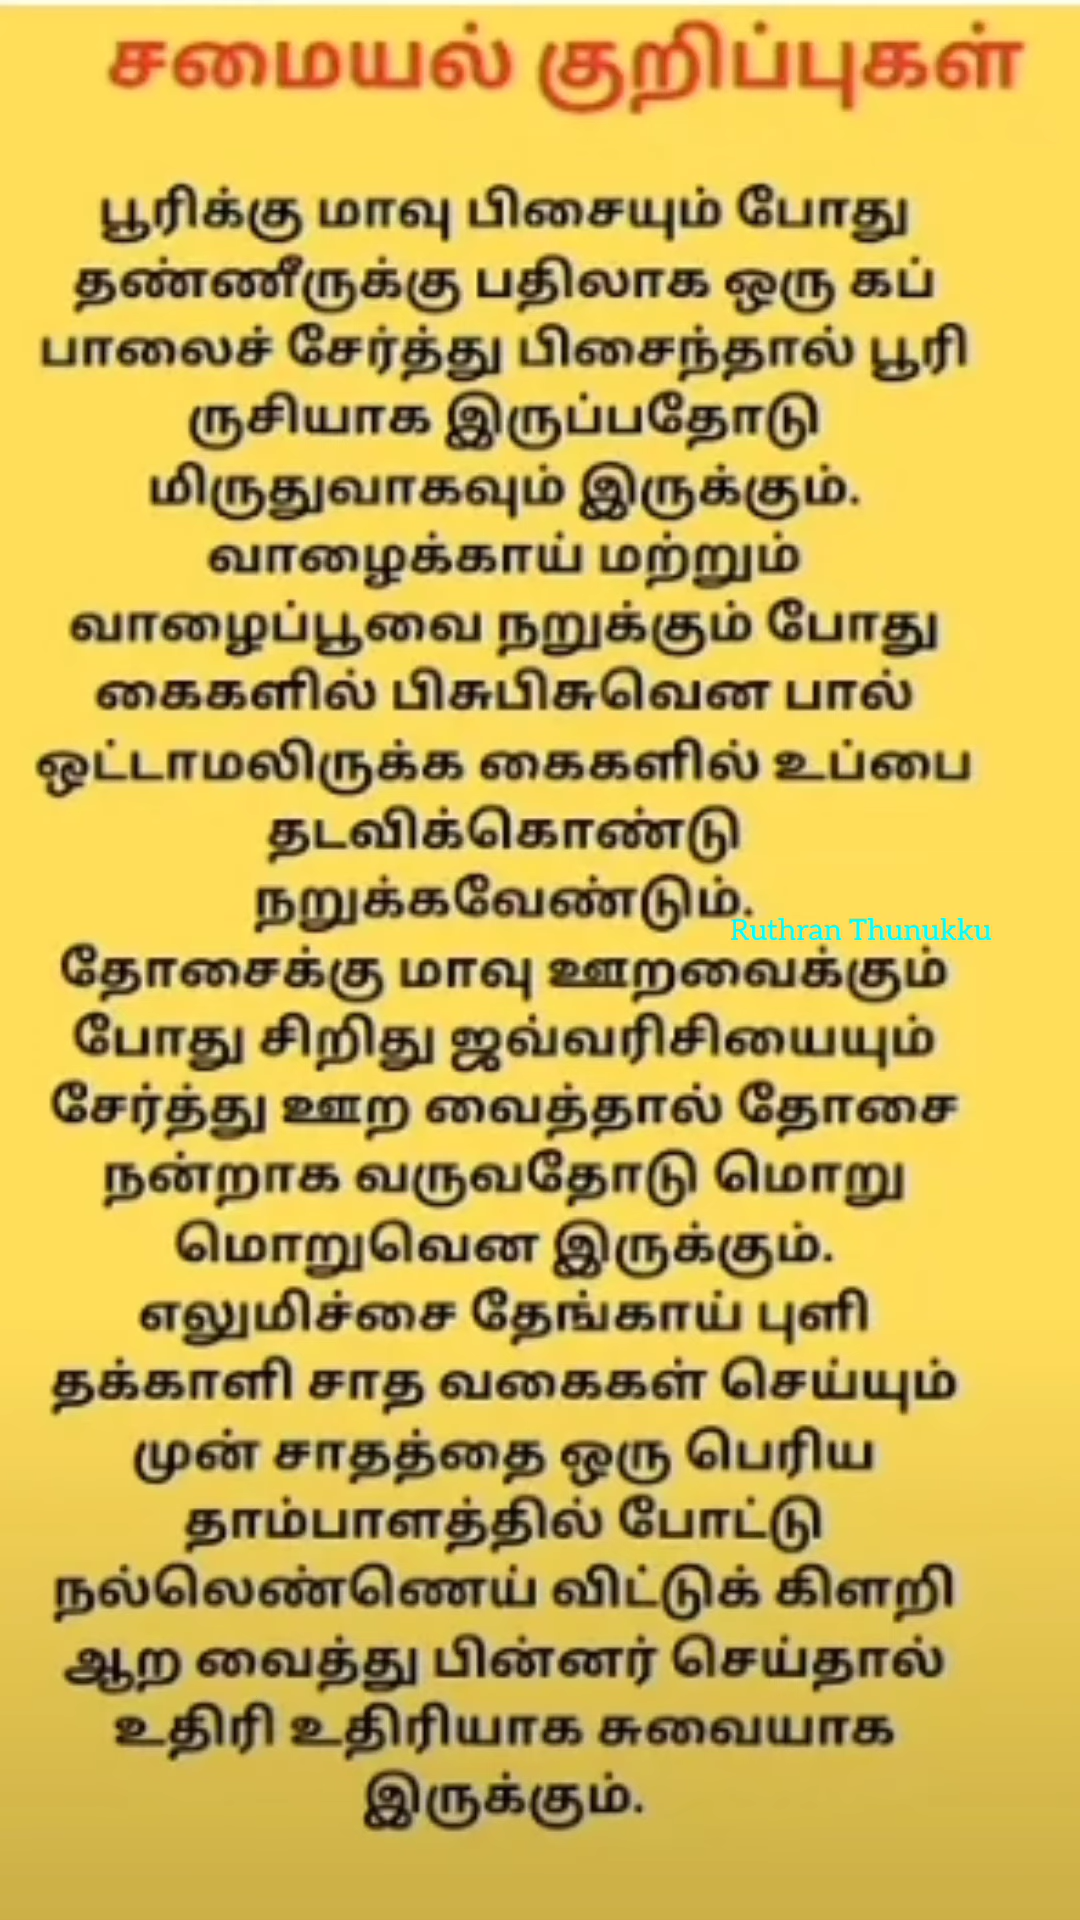 சமையல் குறிப்புகள்
பூரிக்கு மாவு பிசையும் போது
தண்ணீருக்கு பதிலாக ஒரு கப்
பாலைச் சேர்த்து பிசைந்தால் பூரி
ருசியாக இருப்பதோடு
மிருதுவாகவும் இருக்கும்.
வாழைக்காய் மற்றும்
வாழைப்பூவை நறுக்கும் போது
கைகளில் பிசுபிசுவென பால்
ஒட்டாமலிருக்க கைகளில் உப்பை
தடவிக்கொண்டு
நறுக்கவேண்டும்.
Ruthran Thunukku
தோசைக்கு மாவு ஊறவைக்கும்
போது சிறிது ஜவ்வரிசியையும்
சேர்த்து ஊற வைத்தால் தோசை
நன்றாக வருவதோடு மொறு
மொறுவென இருக்கும்.
எலுமிச்சை தேங்காய் புளி
தக்காளி சாத வகைகள் செய்யும்
முன் சாதத்தை ஒரு பெரிய
தாம்பாளத்தில் போட்டு
நல்லெண்ணெய் விட்டுக் கிளறி
ஆற வைத்து பின்னர் செய்தால்
உதிரி உதிரியாக சுவையாக
இருக்கும்.